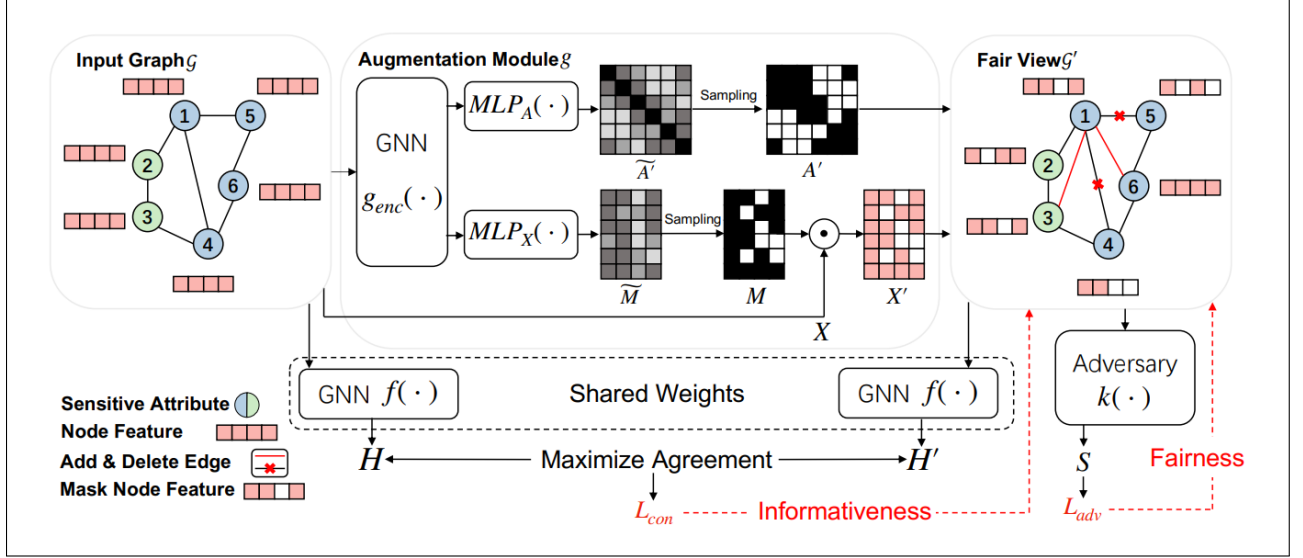 Input Graph 𝒢
Augmentation Module g
Fair View 𝒢′
1
5
2
6
3
4
GNN
g_enc(·)
MLP_A(·)
Sampling
Ã′
A′
MLP_X(·)
Sampling
M̃
M
X′
X
1
5
2
6
3
4
GNN f(·)
Shared Weights
GNN f(·)
Adversary
k(·)
Sensitive Attribute
Node Feature
Add & Delete Edge
Mask Node Feature
H
Maximize Agreement
H′
S
Fairness
L_con
Informativeness
L_adv